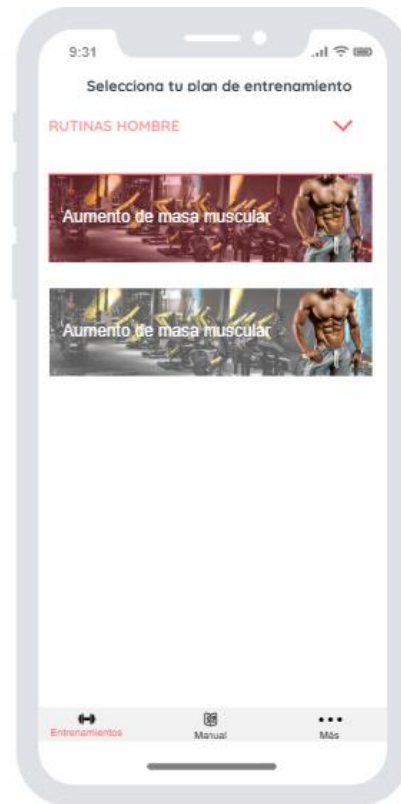 9:31
Selecciona tu plan de entrenamiento
RUTINAS HOMBRE
Aumento de masa muscular
Aumento de masa muscular
Entrenamientos Manual Más